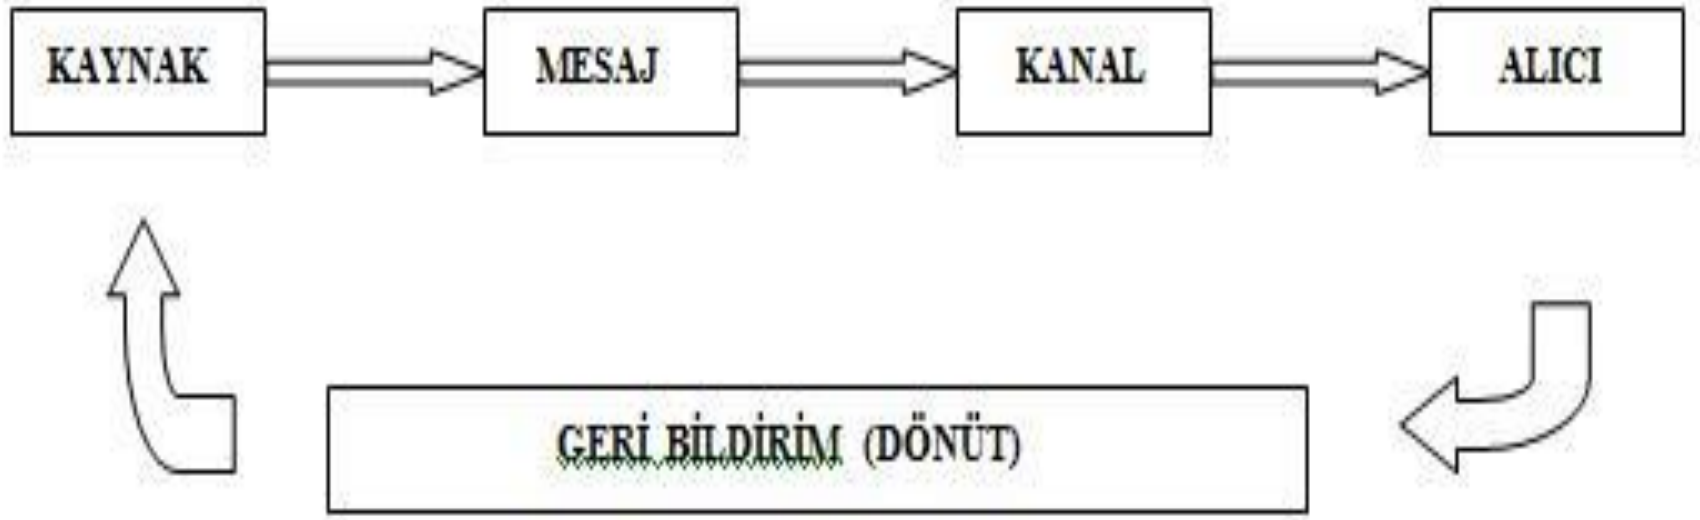 KAYNAK
MESAJ
KANAL
ALICI
GERİ BİLDİRİM (DÖNÜT)